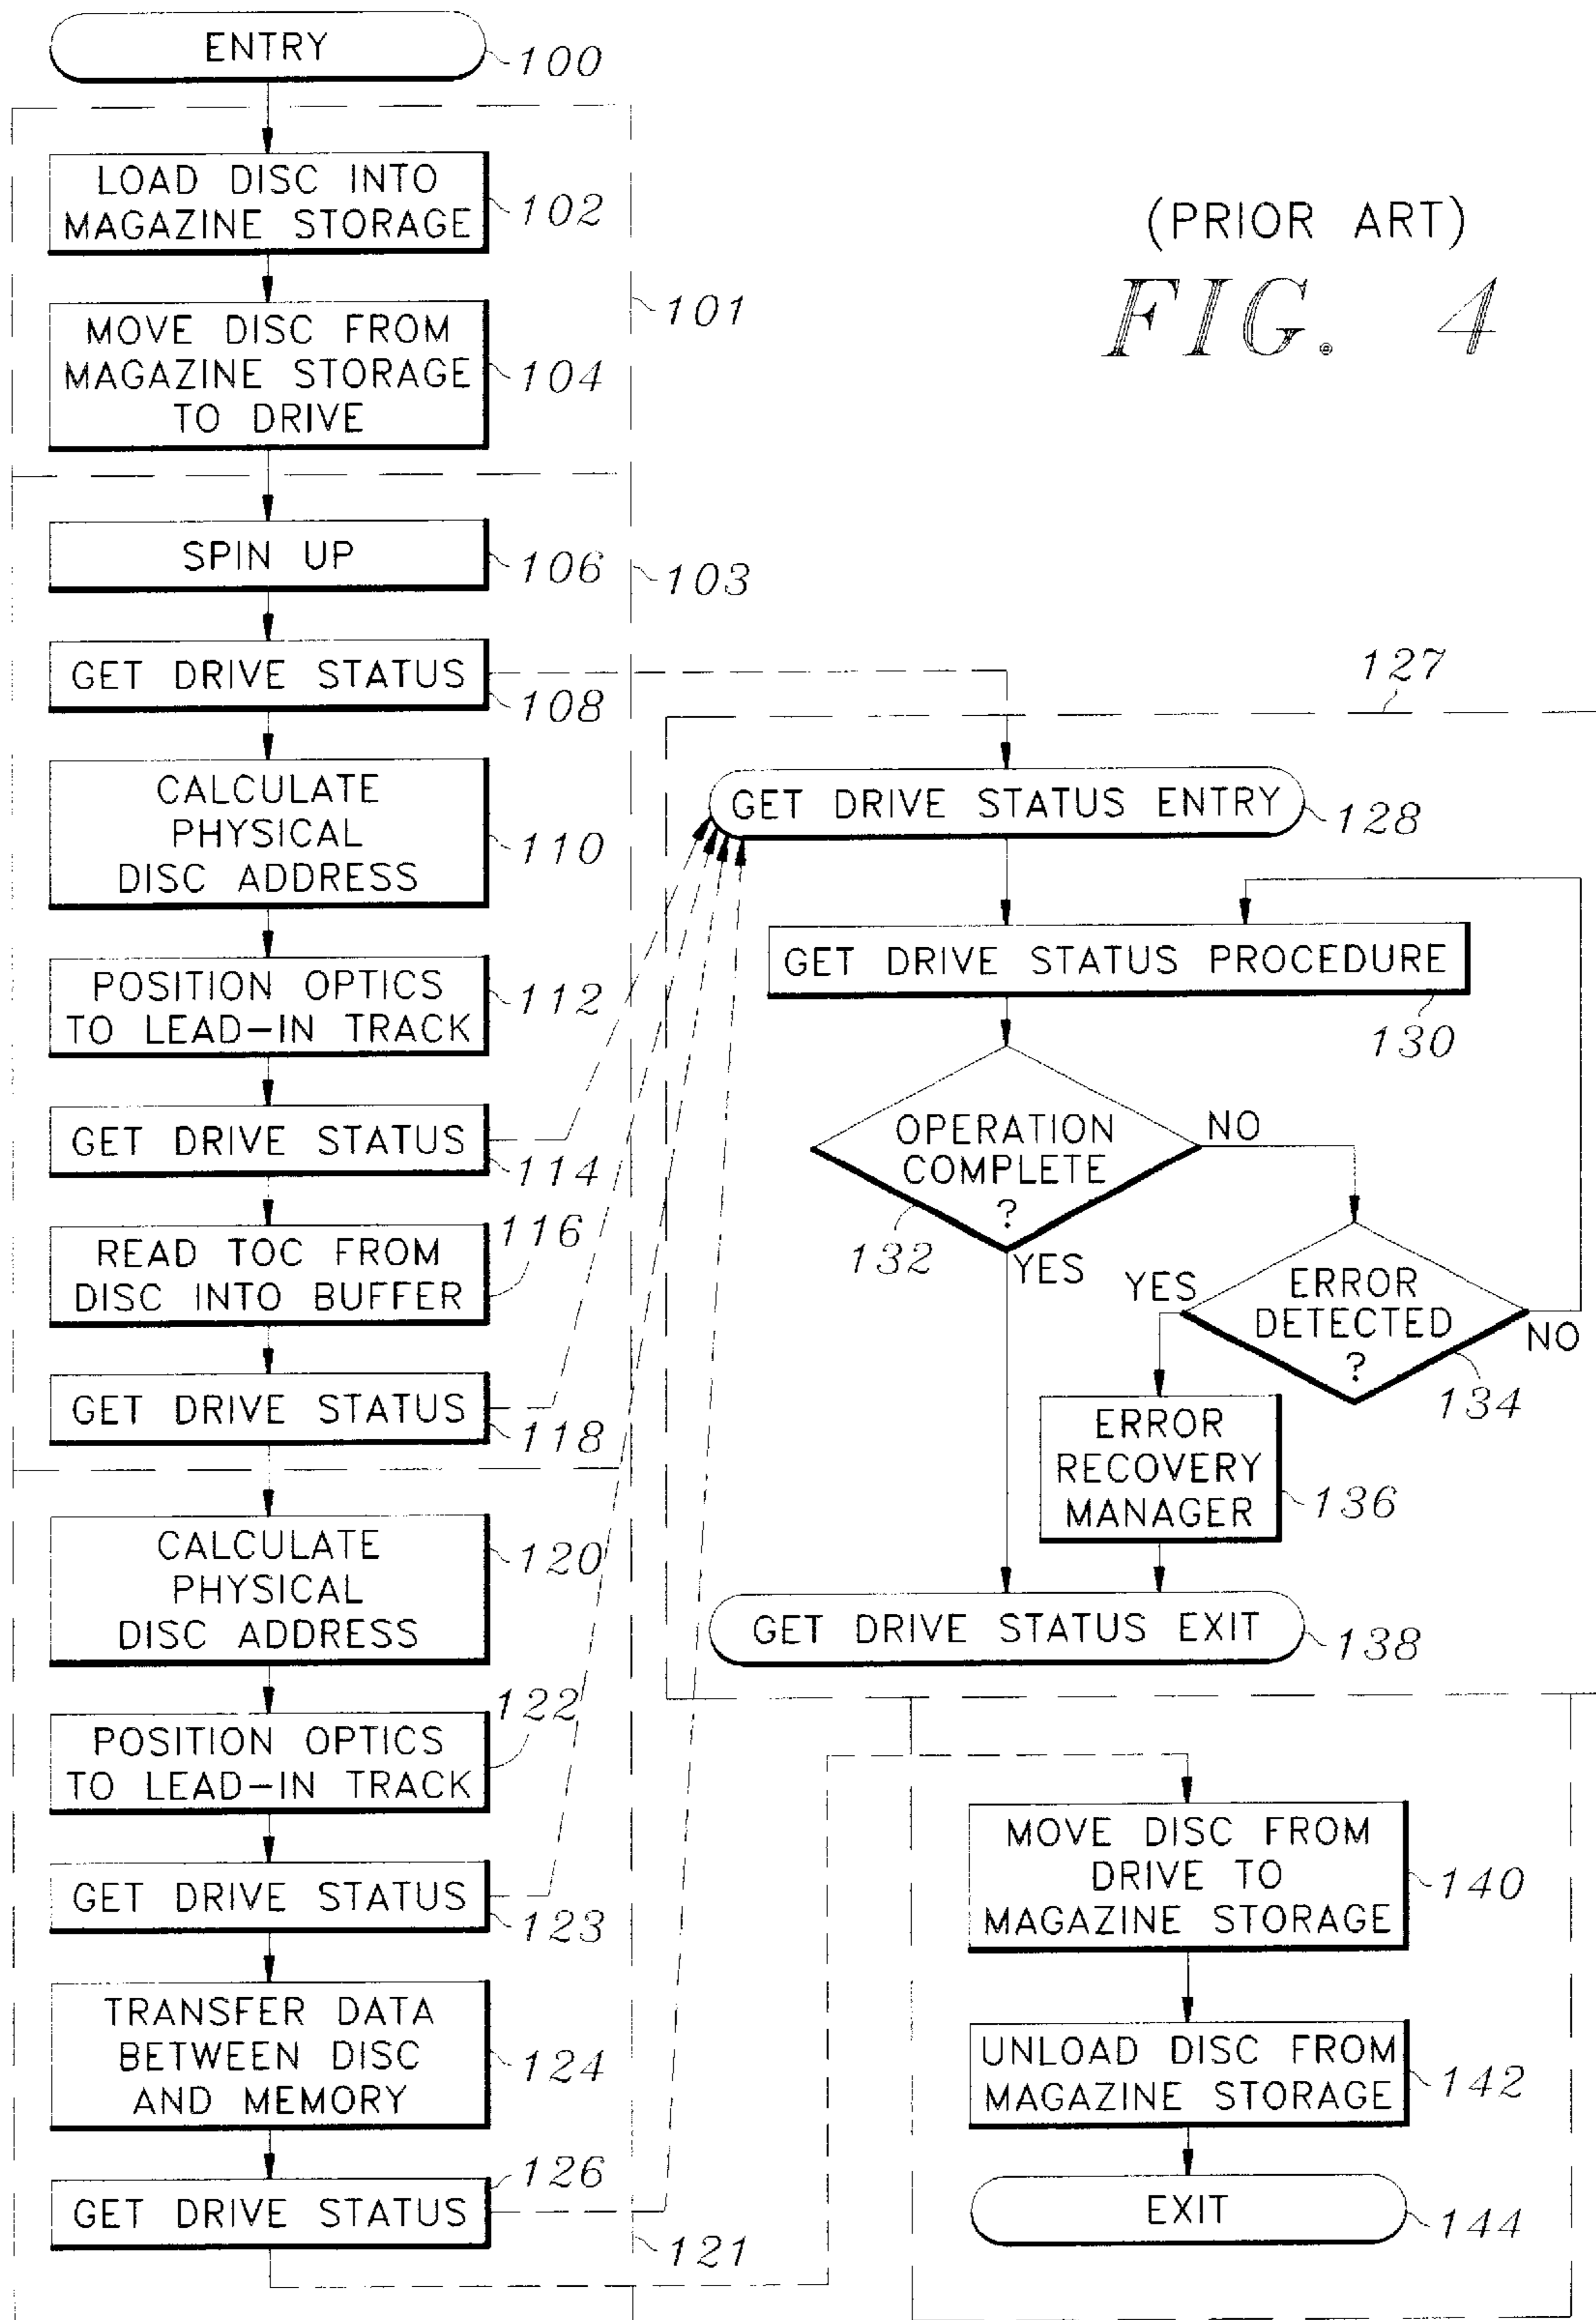 ENTRY
100
LOAD DISC INTO
MAGAZINE STORAGE
102
101
MOVE DISC FROM
MAGAZINE STORAGE
TO DRIVE
104
(PRIOR ART)
FIG. 4
SPIN UP
106
103
GET DRIVE STATUS
108
CALCULATE
PHYSICAL
DISC ADDRESS
110
POSITION OPTICS
TO LEAD-IN TRACK
112
GET DRIVE STATUS
114
READ TOC FROM
DISC INTO BUFFER
116
GET DRIVE STATUS
118
CALCULATE
PHYSICAL
DISC ADDRESS
120
POSITION OPTICS
TO LEAD-IN TRACK
122
GET DRIVE STATUS
123
TRANSFER DATA
BETWEEN DISC
AND MEMORY
124
GET DRIVE STATUS
126
121
127
GET DRIVE STATUS ENTRY
128
GET DRIVE STATUS PROCEDURE
130
OPERATION
COMPLETE
?
132
NO
YES
ERROR
DETECTED
?
134
YES
NO
ERROR
RECOVERY
MANAGER
136
GET DRIVE STATUS EXIT
138
MOVE DISC FROM
DRIVE TO
MAGAZINE STORAGE
140
UNLOAD DISC FROM
MAGAZINE STORAGE
142
EXIT
144